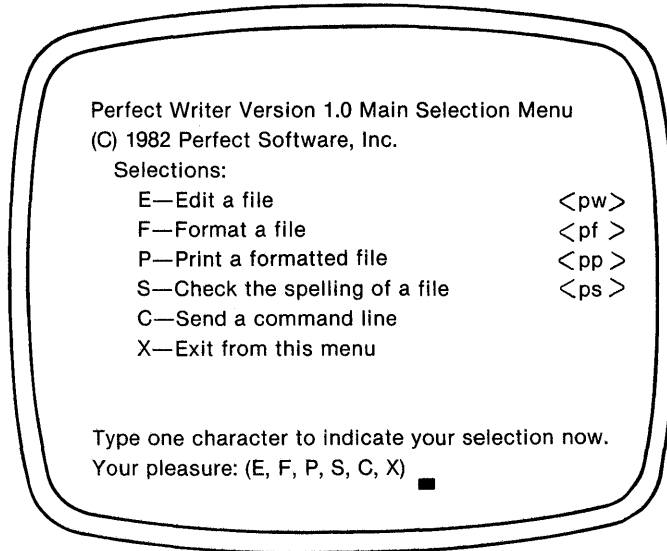 Perfect Writer Version 1.0 Main Selection Menu
(C) 1982 Perfect Software, Inc.
Selections:
E—Edit a file <pw>
F—Format a file <pf >
P—Print a formatted file <pp >
S—Check the spelling of a file <ps >
C—Send a command line
X—Exit from this menu
Type one character to indicate your selection now.
Your pleasure: (E, F, P, S, C, X)